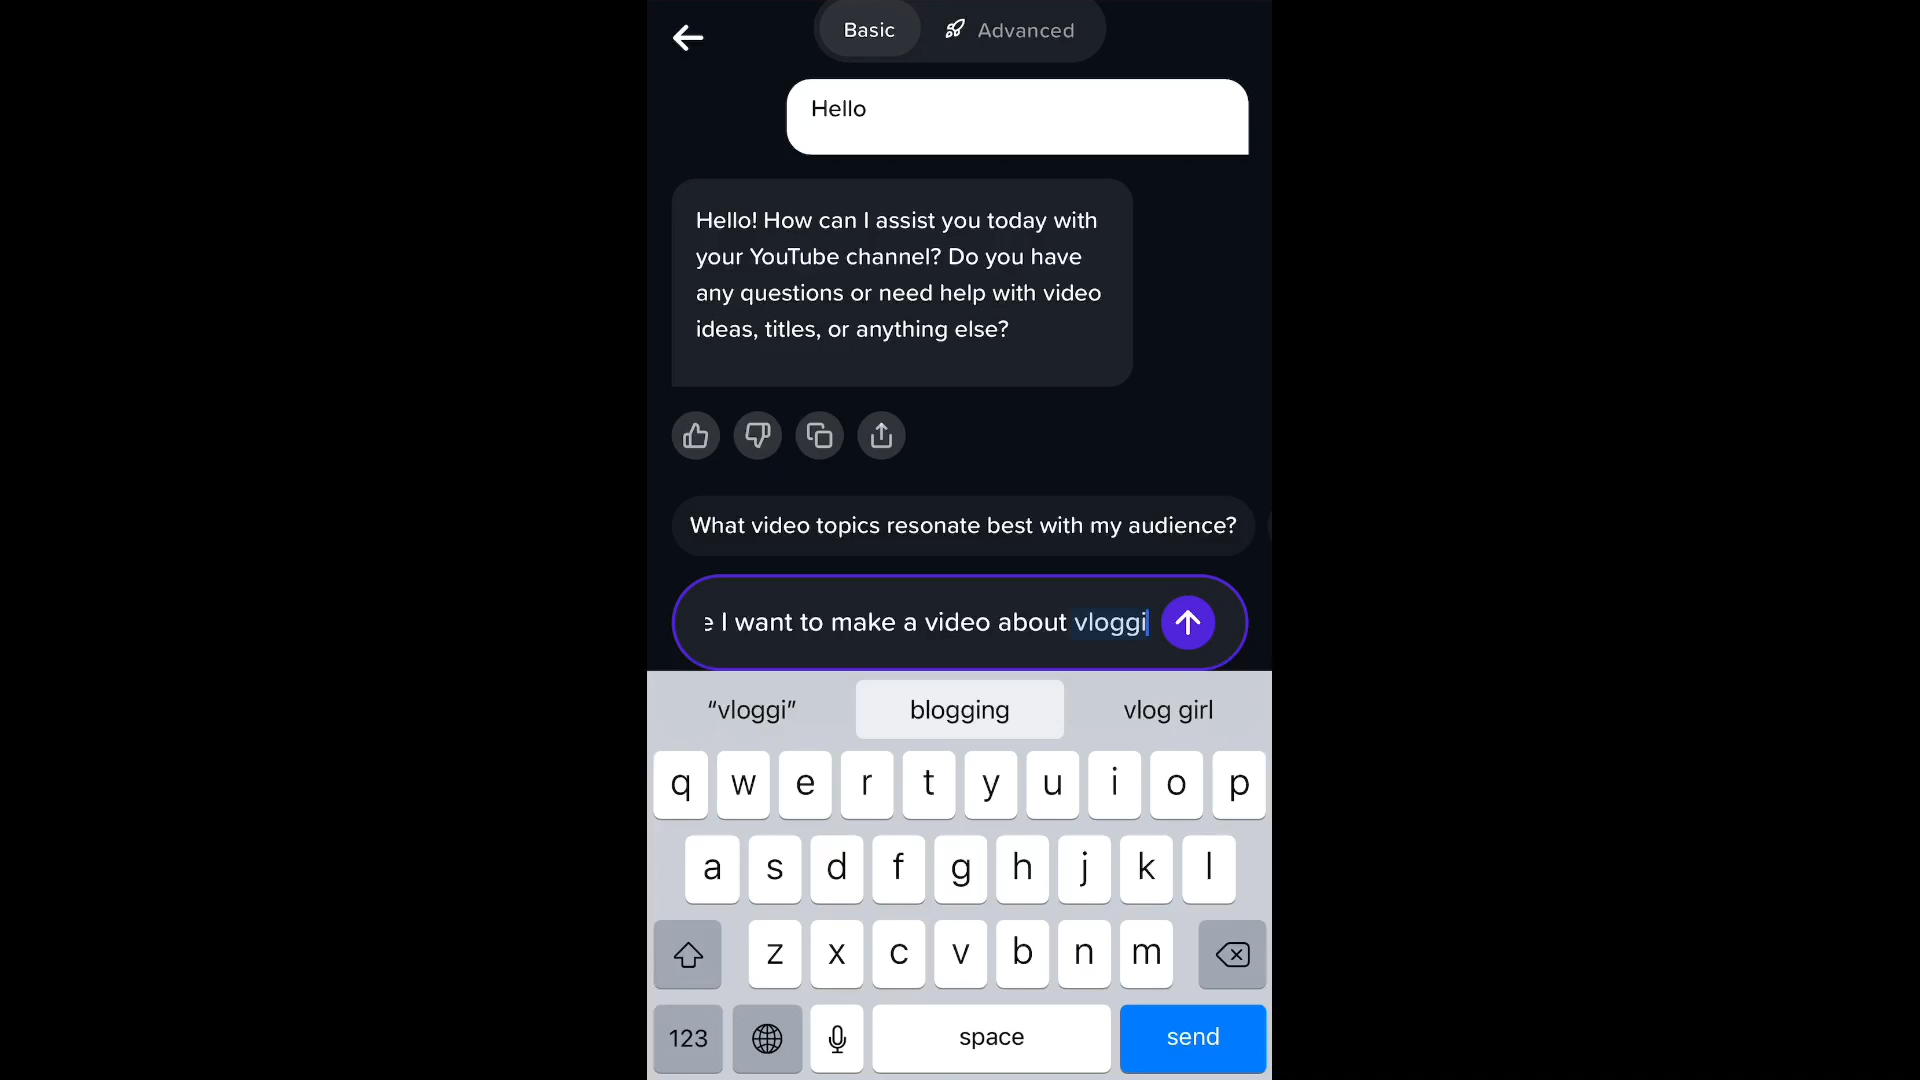 Basic
Advanced
Hello
Hello! How can I assist you today with
your YouTube channel? Do you have
any questions or need help with video
ideas, titles, or anything else?
What video topics resonate best with my audience?
e I want to make a video about vloggi
“vloggi” blogging vlog girl
q w e r t y u i o p
a s d f g h j k l
z x c v b n m
123 space send